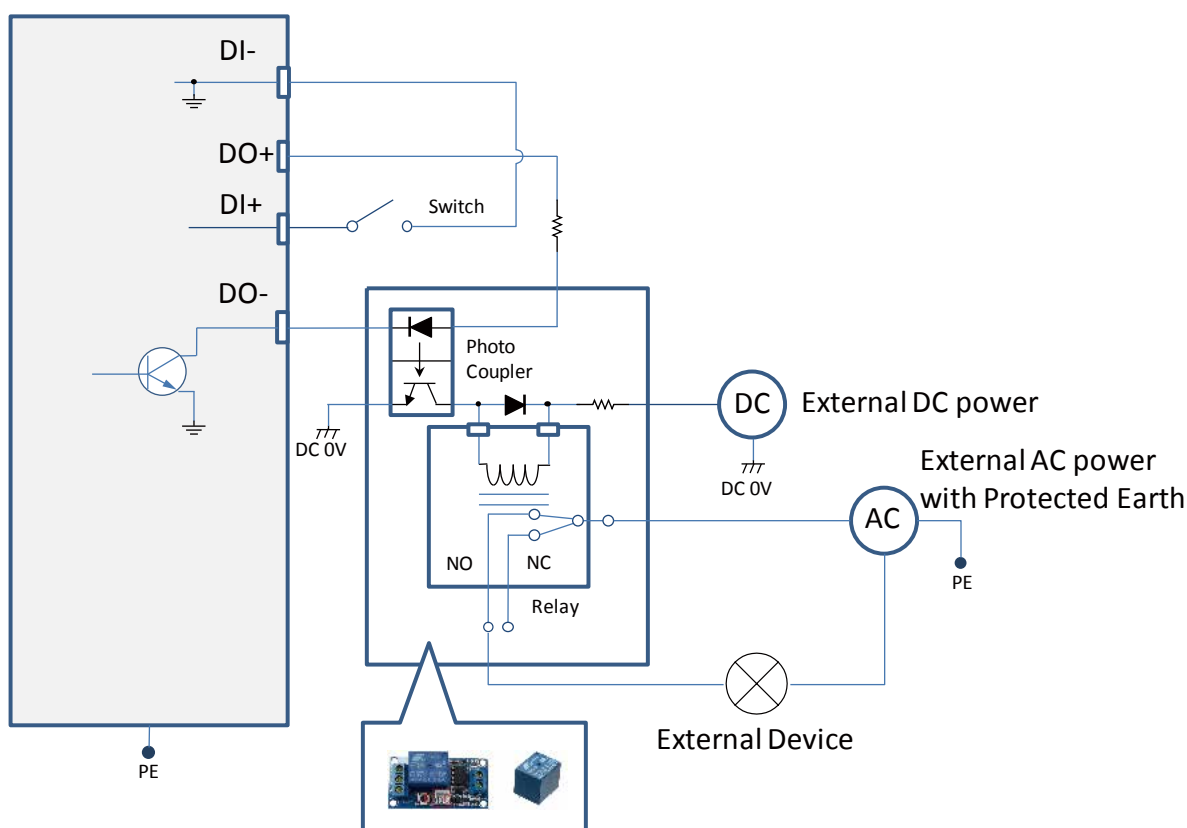 DI-
DO+
DI+
Switch
DO-
Photo
Coupler
DC 0V
DC
External DC power
DC 0V
External AC power
with Protected Earth
AC
NO
NC
PE
Relay
External Device
PE